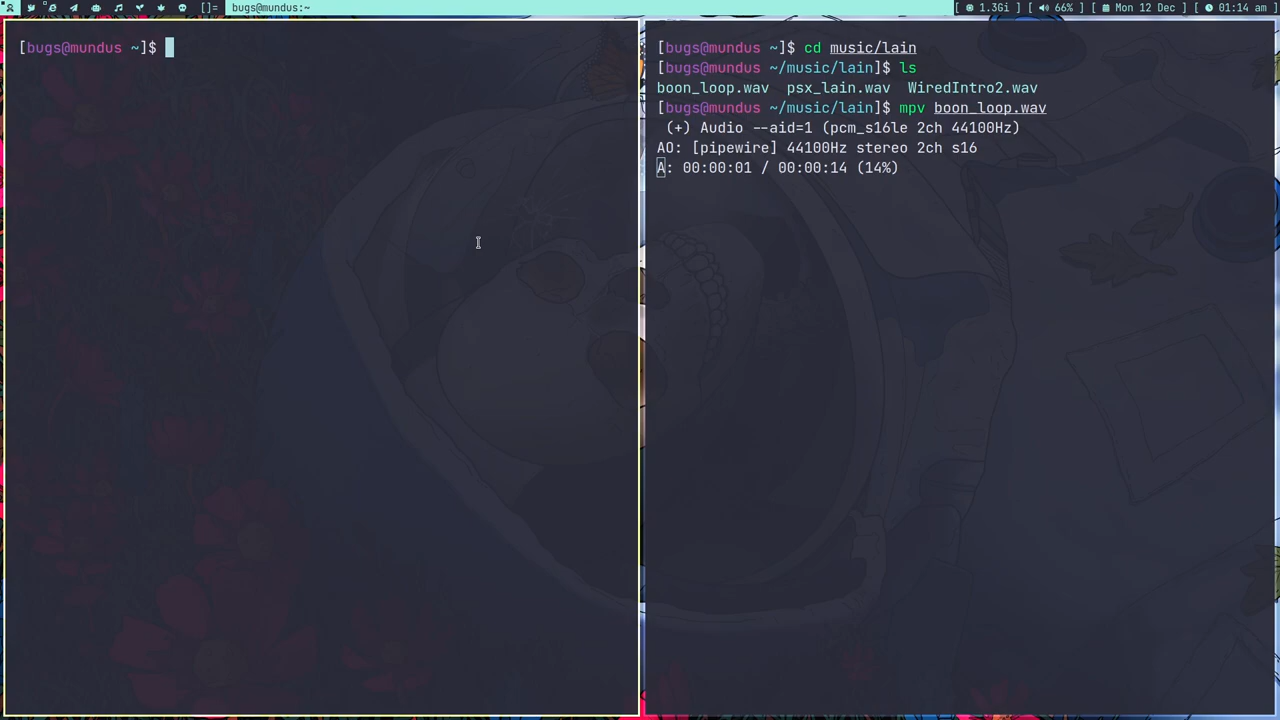 []= bugs@mundus:~ [ 1.3Gi ] [ 66% ] [ Mon 12 Dec ] [ 01:14 am ]
[bugs@mundus ~]$
[bugs@mundus ~]$ cd music/lain
[bugs@mundus ~/music/lain]$ ls
boon_loop.wav psx_lain.wav WiredIntro2.wav
[bugs@mundus ~/music/lain]$ mpv boon_loop.wav
(+) Audio --aid=1 (pcm_s16le 2ch 44100Hz)
AO: [pipewire] 44100Hz stereo 2ch s16
A: 00:00:01 / 00:00:14 (14%)